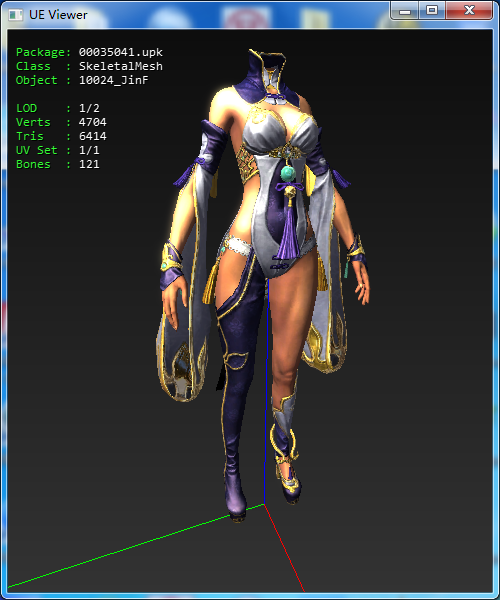 UE Viewer
Package: 00035041.upk
Class : SkeletalMesh
Object : 10024_JinF
LOD : 1/2
Verts : 4704
Tris : 6414
UV Set : 1/1
Bones : 121